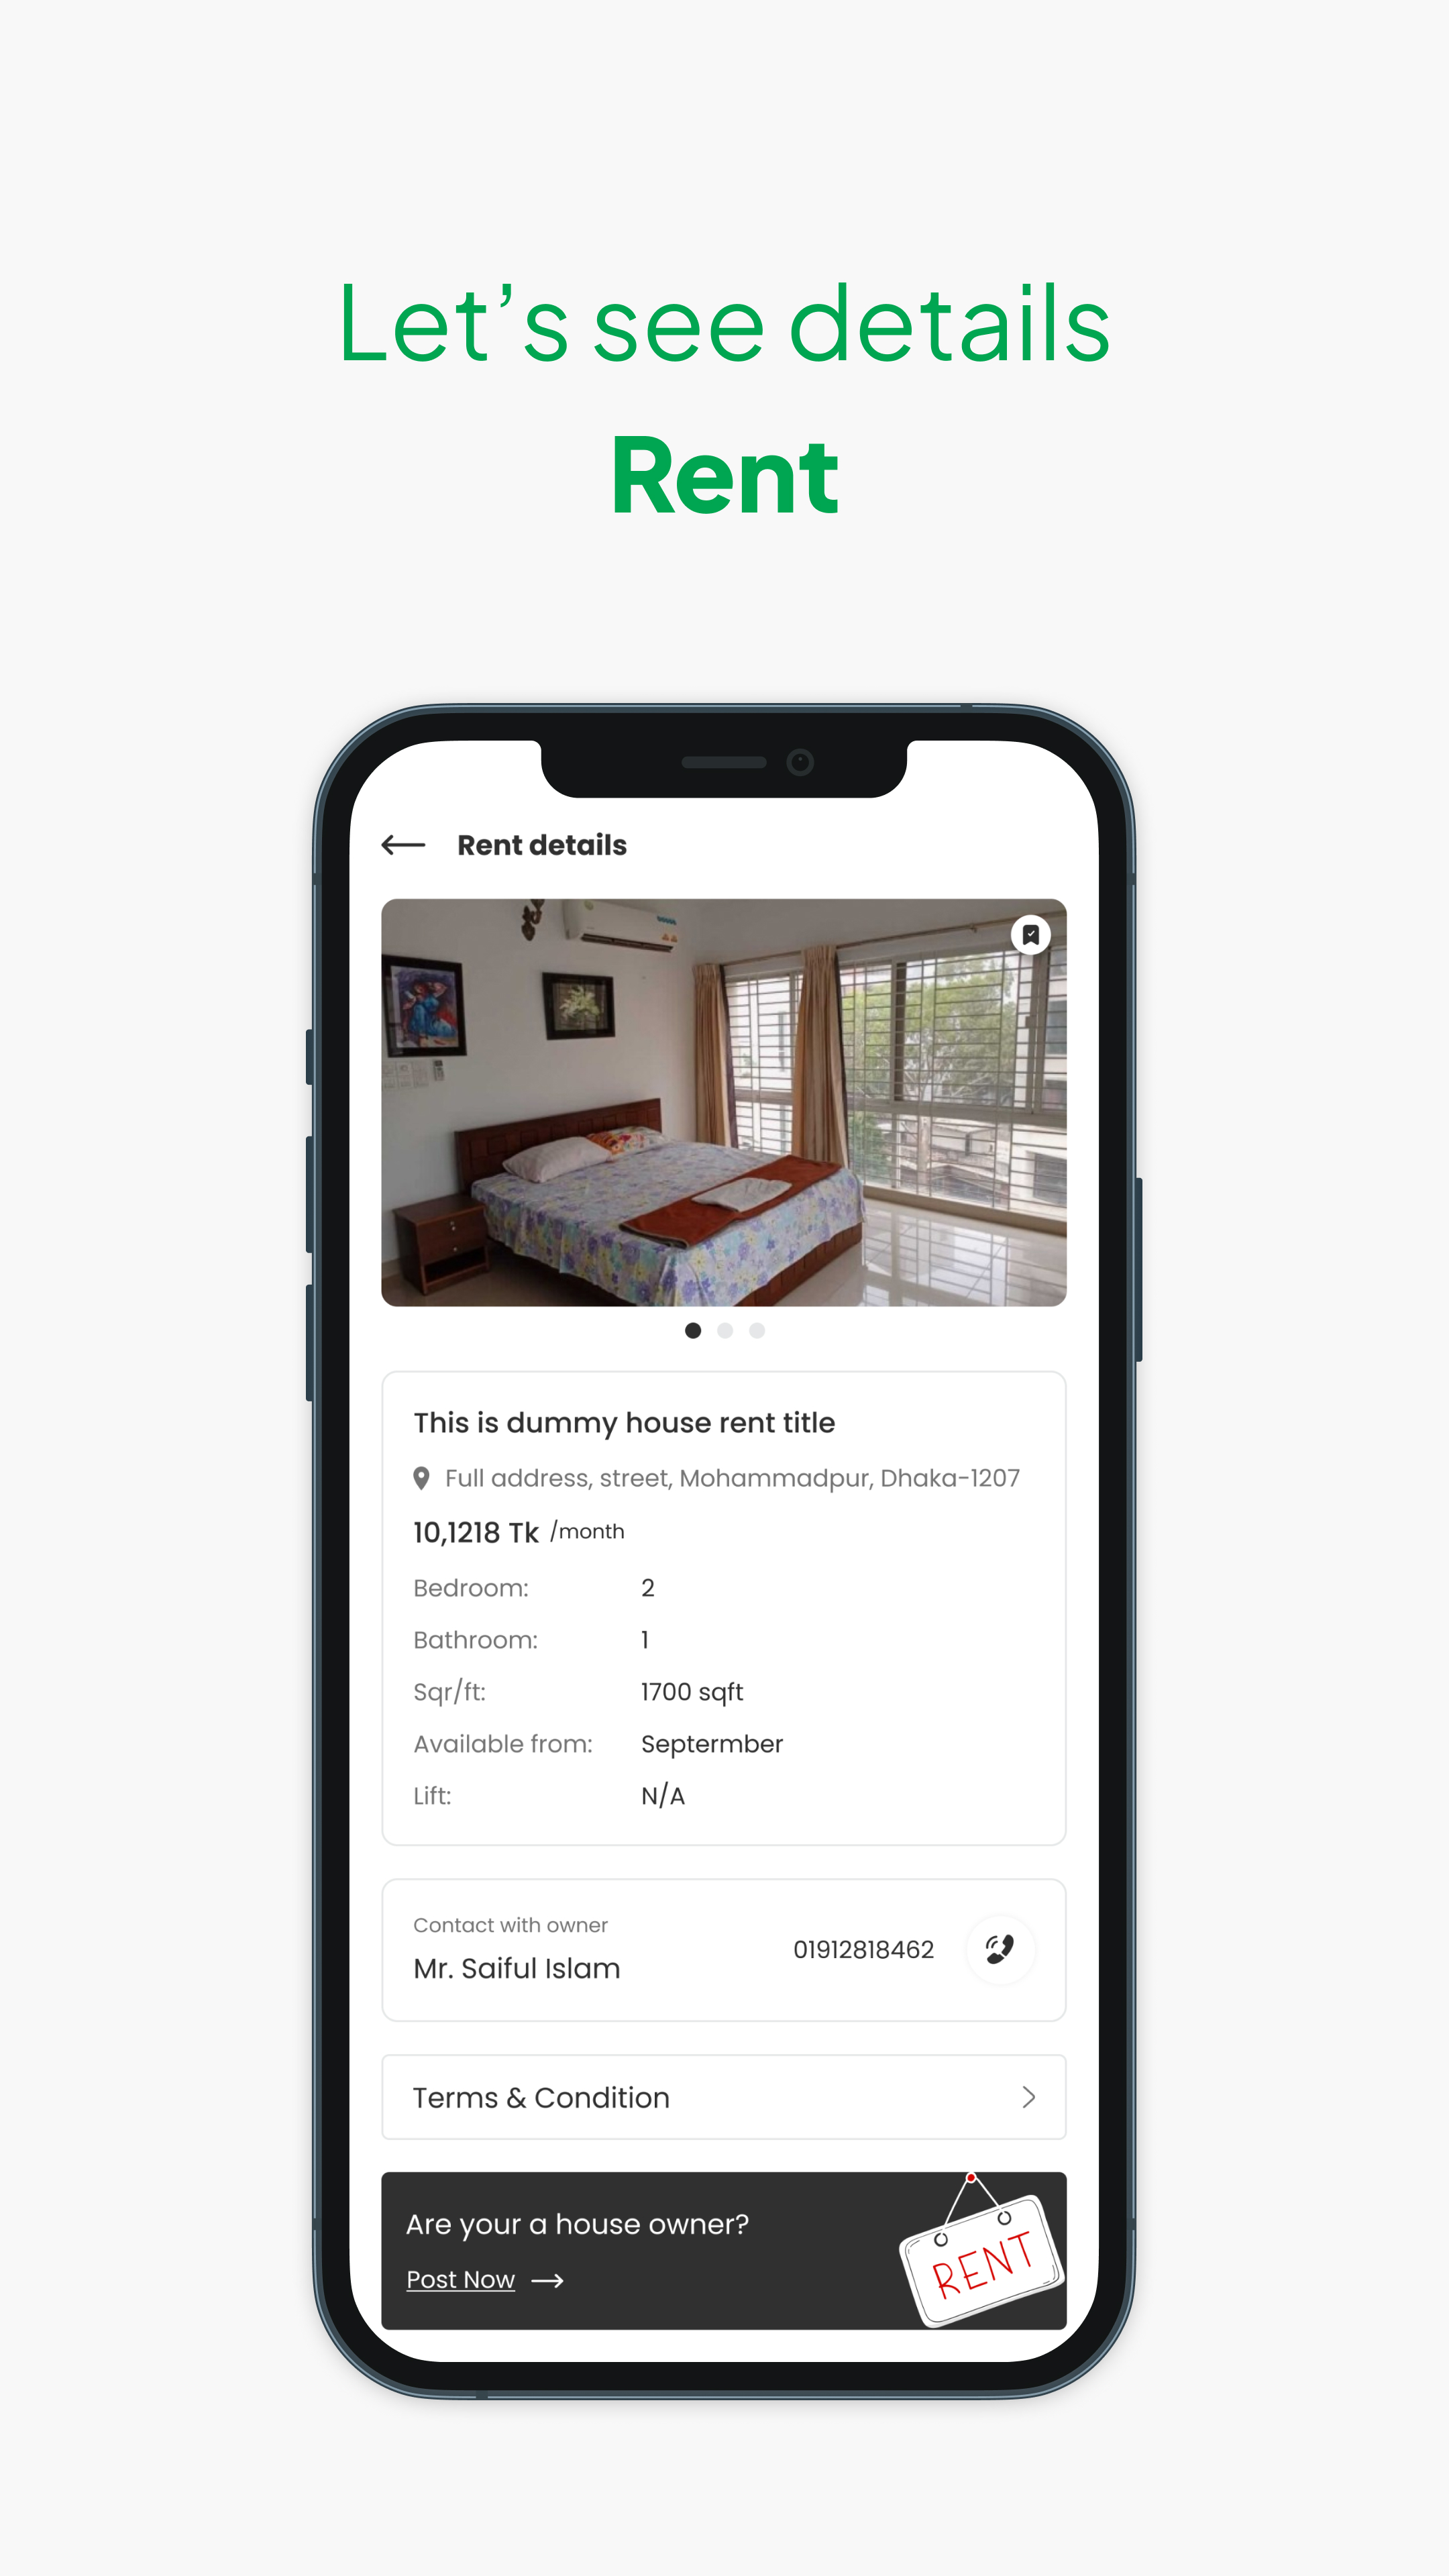 Let’s see details
Rent
Rent details
This is dummy house rent title
Full address, street, Mohammadpur, Dhaka-1207
10,1218 Tk /month
Bedroom: 2
Bathroom: 1
Sqr/ft: 1700 sqft
Available from: Septermber
Lift: N/A
Contact with owner
Mr. Saiful Islam
01912818462
Terms & Condition
Are your a house owner?
Post Now
RENT